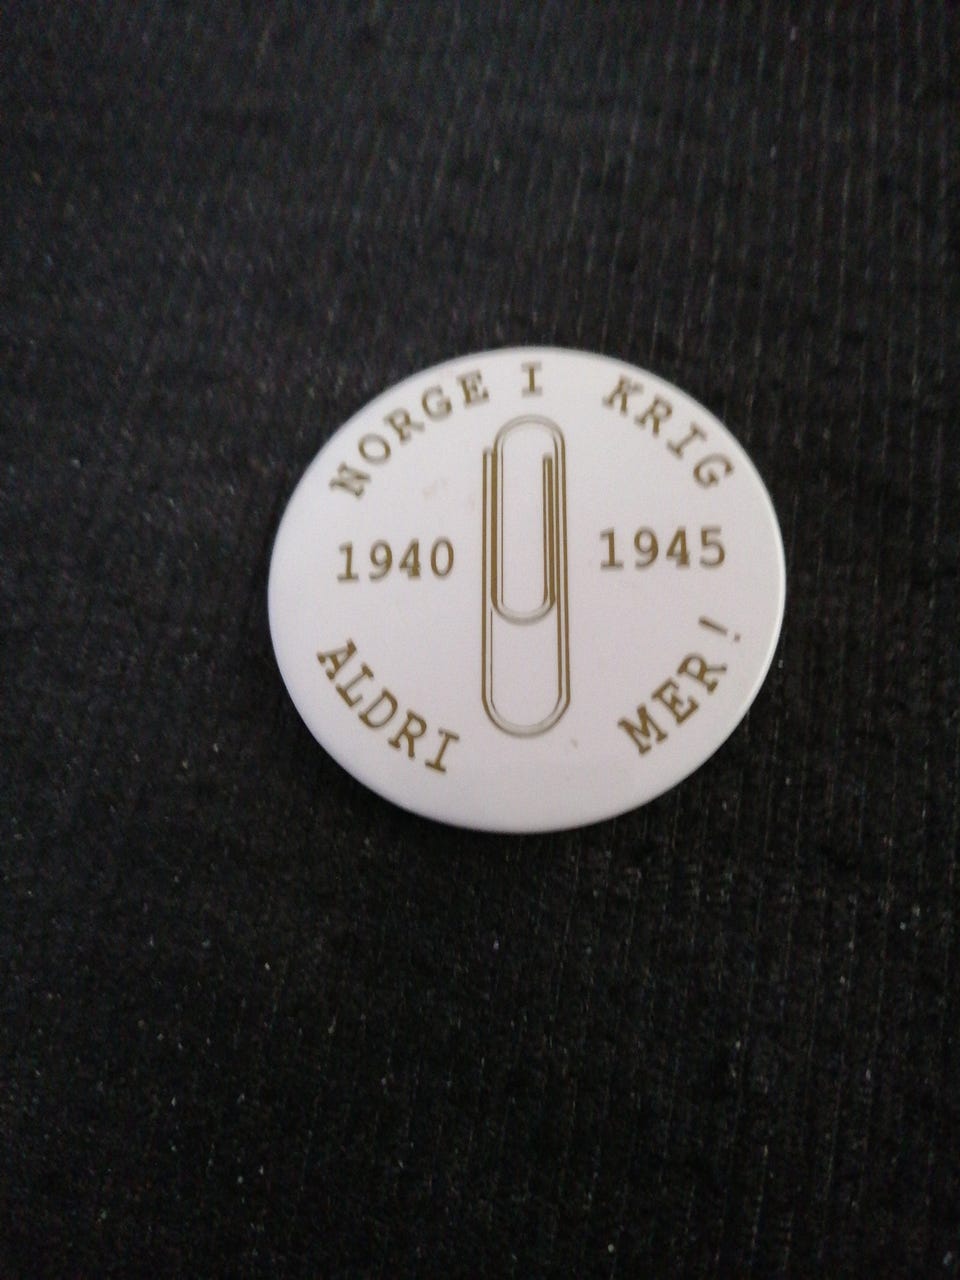 NORGE I KRIG
1940 1945
ALDRI MER!